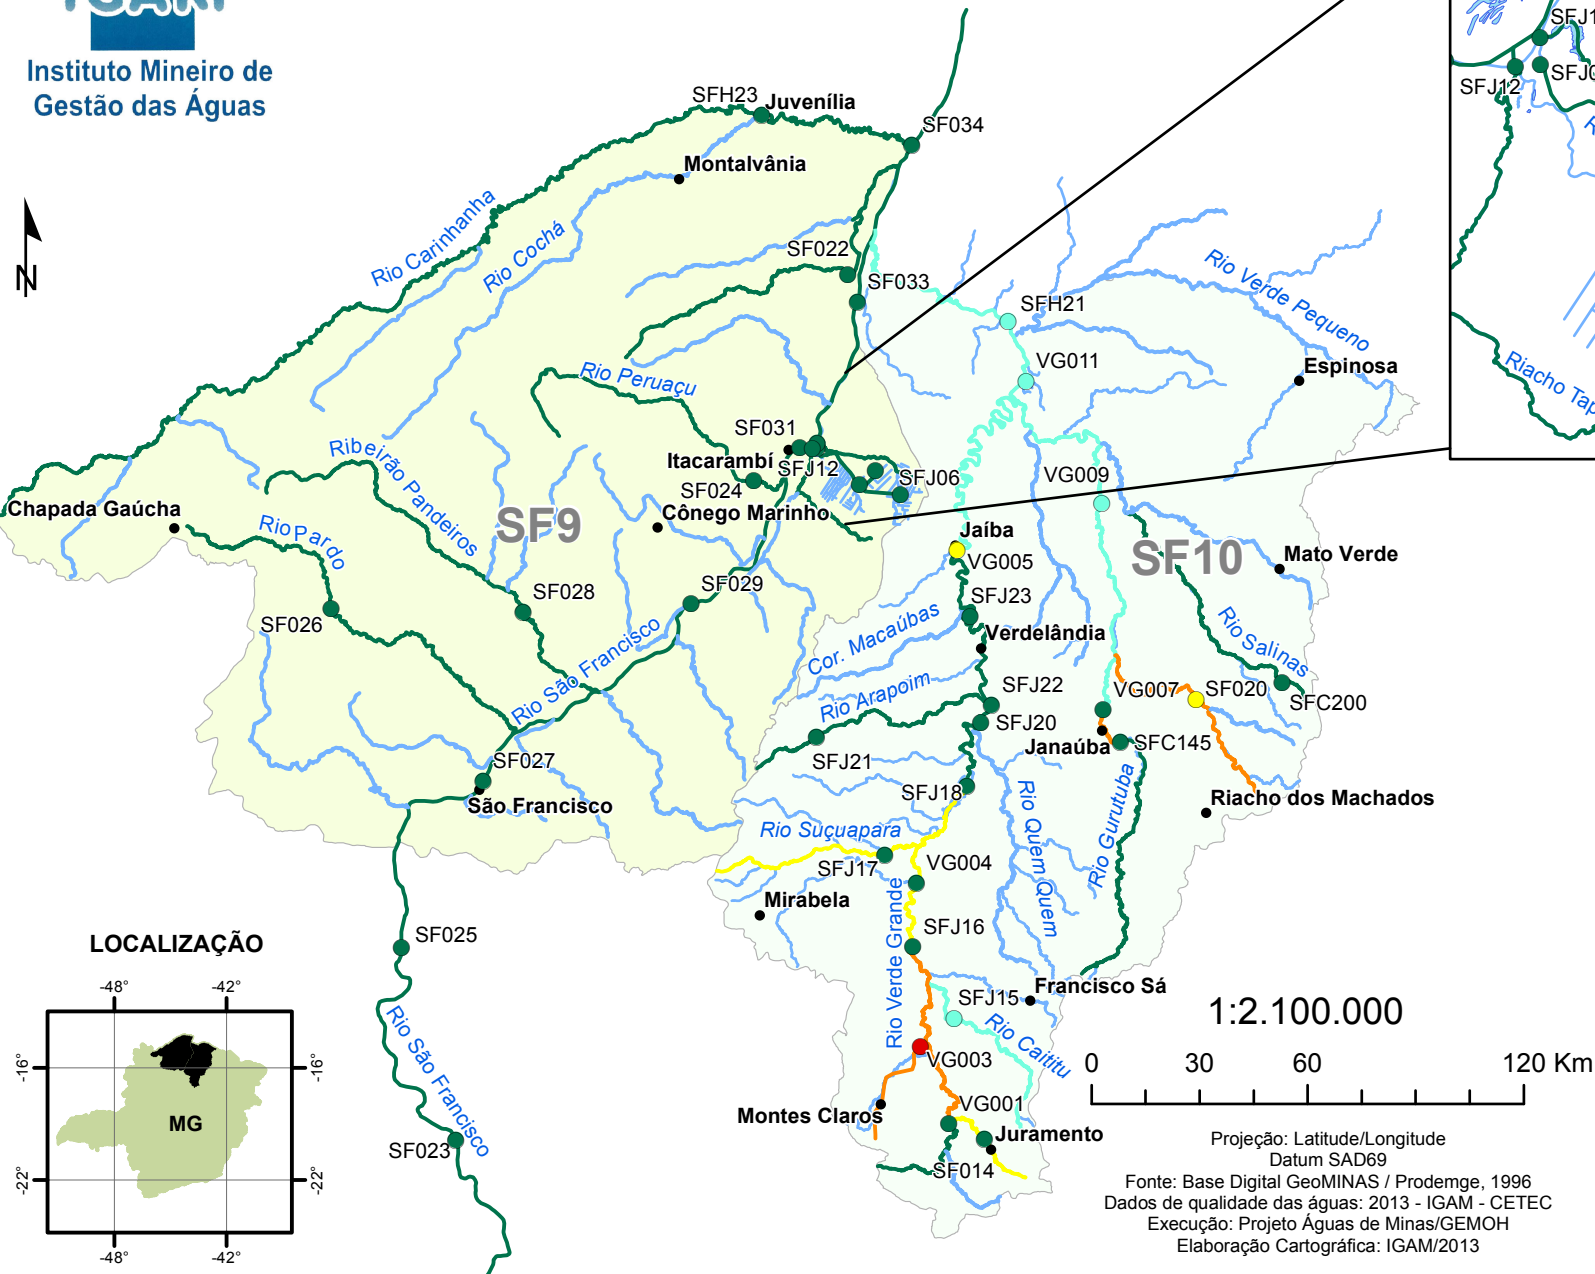 Instituto Mineiro de
Gestão das Águas
N
SFH23
Juvenília
SF034
Montalvânia
Rio Carinhanha
Rio Cochá
SF022
SF033
SFH21
Rio Verde Pequeno
VG011
Espinosa
Rio Peruaçu
SF031
Itacarambí
SFJ12
SF024
SFJ06
VG009
Ribeirão Pandeiros
Chapada Gaúcha
Rio Pardo
SF9
Cônego Marinho
Jaíba
VG005
SF10
Mato Verde
SF029
SF028
SF026
SFJ23
Cor. Macaúbas
Verdelândia
Rio Salinas
Rio São Francisco
Rio Arapoim
SFJ22
SFJ20
VG007
SF020
SFC200
Janaúba
SFC145
SFJ21
SF027
São Francisco
SFJ18
Riacho dos Machados
Rio Suçuapara
SFJ17
VG004
Rio Quem Quem
Rio Gurutuba
Mirabela
Rio Verde Grande
SFJ16
SF025
Francisco Sá
SFJ15
Rio Caititu
VG003
Rio São Francisco
Montes Claros
VG001
Juramento
SF014
SF023
SFJ12
Riacho
LOCALIZAÇÃO
-48°
-42°
-16°
-16°
MG
-22°
-22°
-48°
-42°
1:2.100.000
0 30 60 120 Km
Projeção: Latitude/Longitude
Datum SAD69
Fonte: Base Digital GeoMINAS / Prodemge, 1996
Dados de qualidade das águas: 2013 - IGAM - CETEC
Execução: Projeto Águas de Minas/GEMOH
Elaboração Cartográfica: IGAM/2013